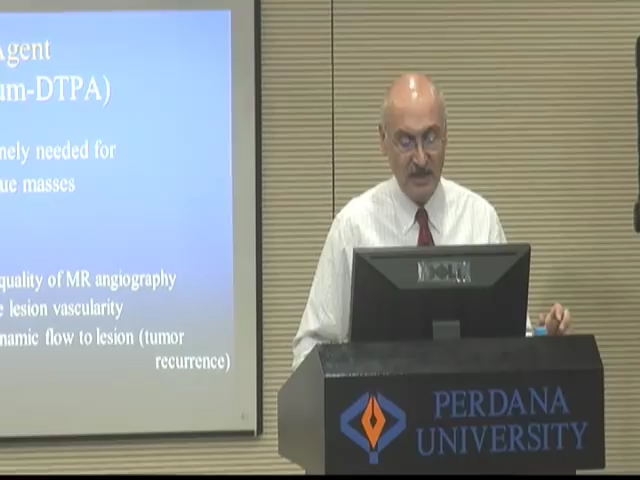 Agent
um-DTPA)
nely needed for
ue masses
quality of MR angiography
e lesion vascularity
namic flow to lesion (tumor
recurrence)
DELL
PERDANA
UNIVERSITY